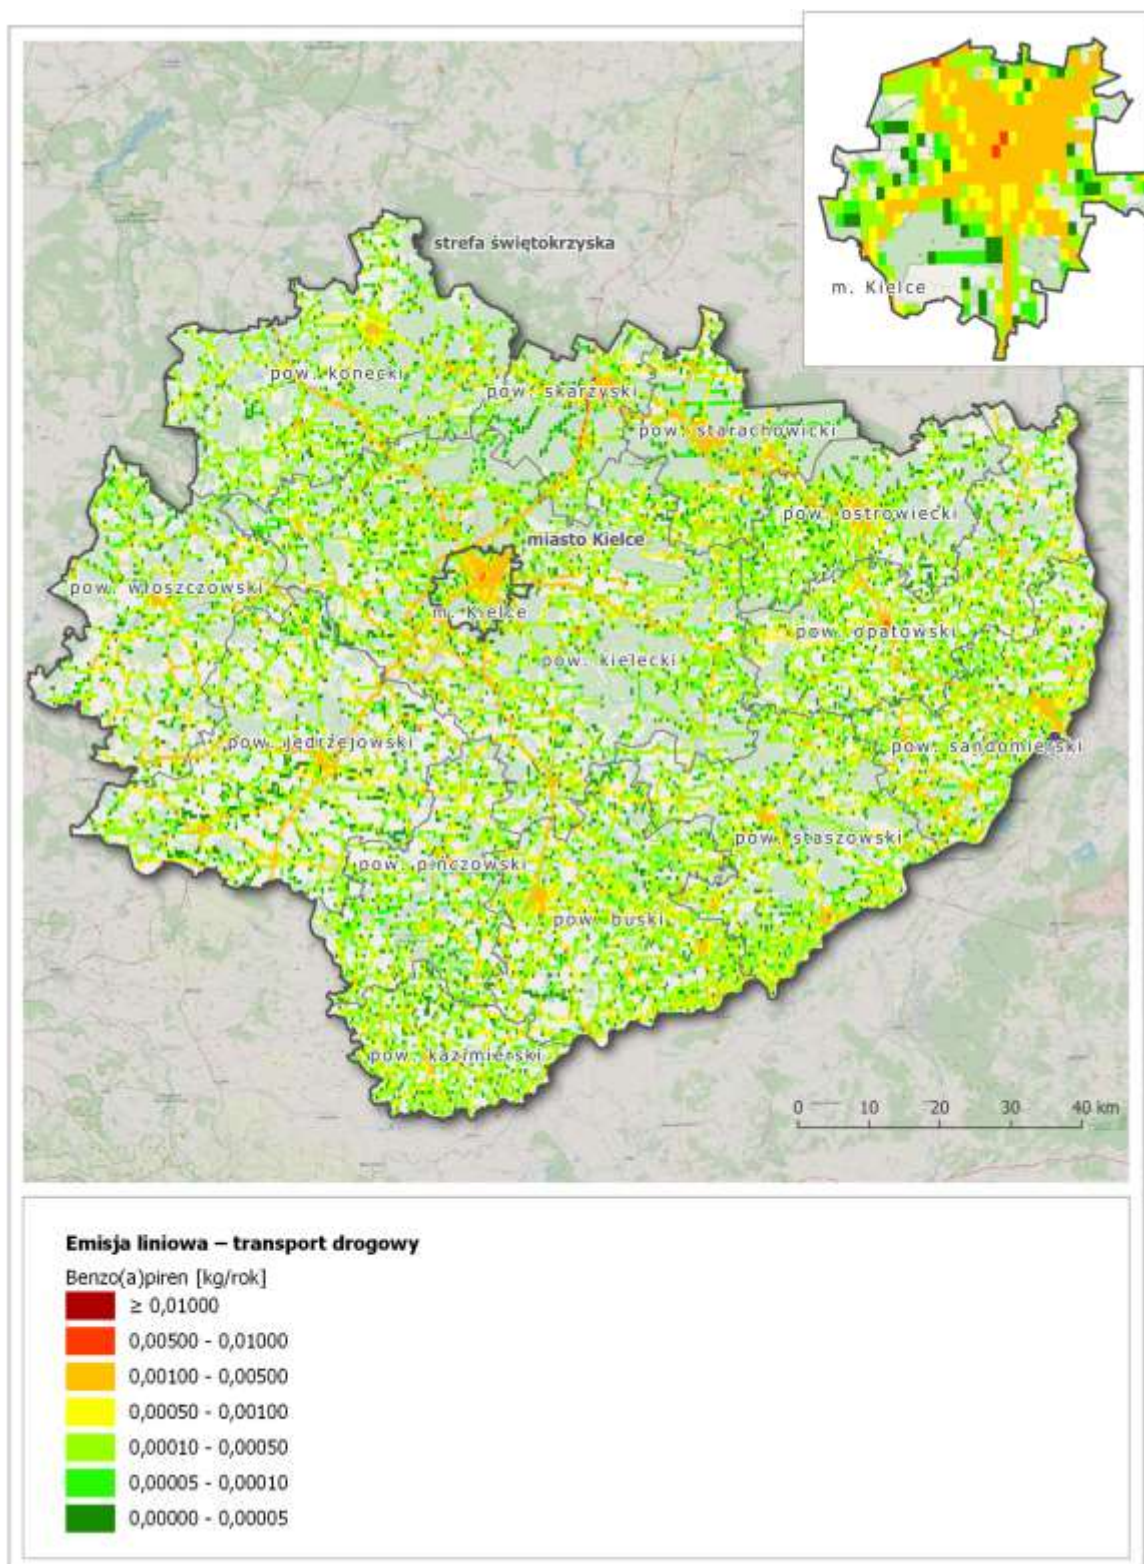 m. Kielce
strefa świętokrzyska
pow. konecki
pow. skarżyski
pow. starachowicki
pow. ostrowiecki
miasto Kielce
pow. włoszczowski
m. Kielce
pow. opatowski
pow. kielecki
pow. jędrzejowski
pow. sandomierski
pow. staszowski
pow. pińczowski
pow. buski
pow. kazimierski
0 10 20 30 40 km
Emisja liniowa – transport drogowy
Benzo(a)piren [kg/rok]
≥ 0,01000
0,00500 - 0,01000
0,00100 - 0,00500
0,00050 - 0,00100
0,00010 - 0,00050
0,00005 - 0,00010
0,00000 - 0,00005